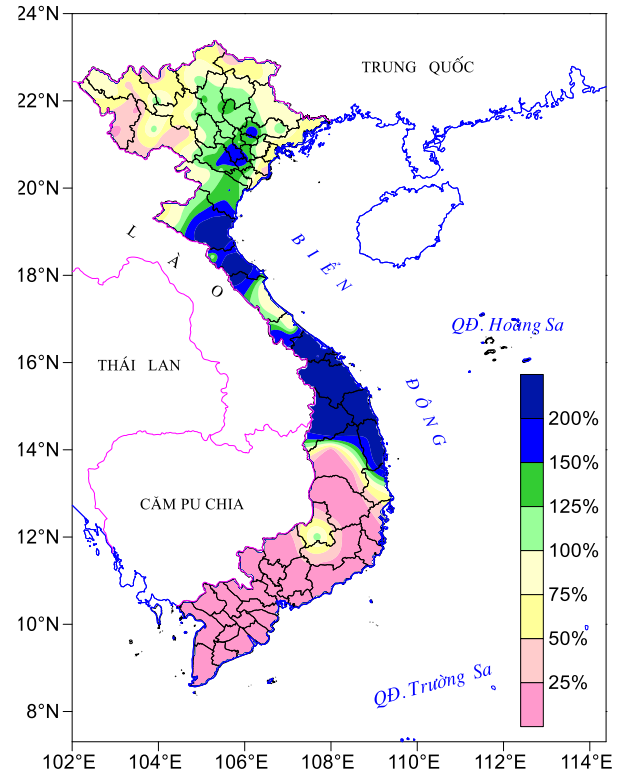 24°N
22°N
20°N
18°N
16°N
14°N
12°N
10°N
8°N
TRUNG QUỐC
LÀO
BIỂN
ĐÔNG
QĐ. Hoàng Sa
THÁI LAN
CĂM PU CHIA
QĐ. Trường Sa
200%
150%
125%
100%
75%
50%
25%
102°E
104°E
106°E
108°E
110°E
112°E
114°E